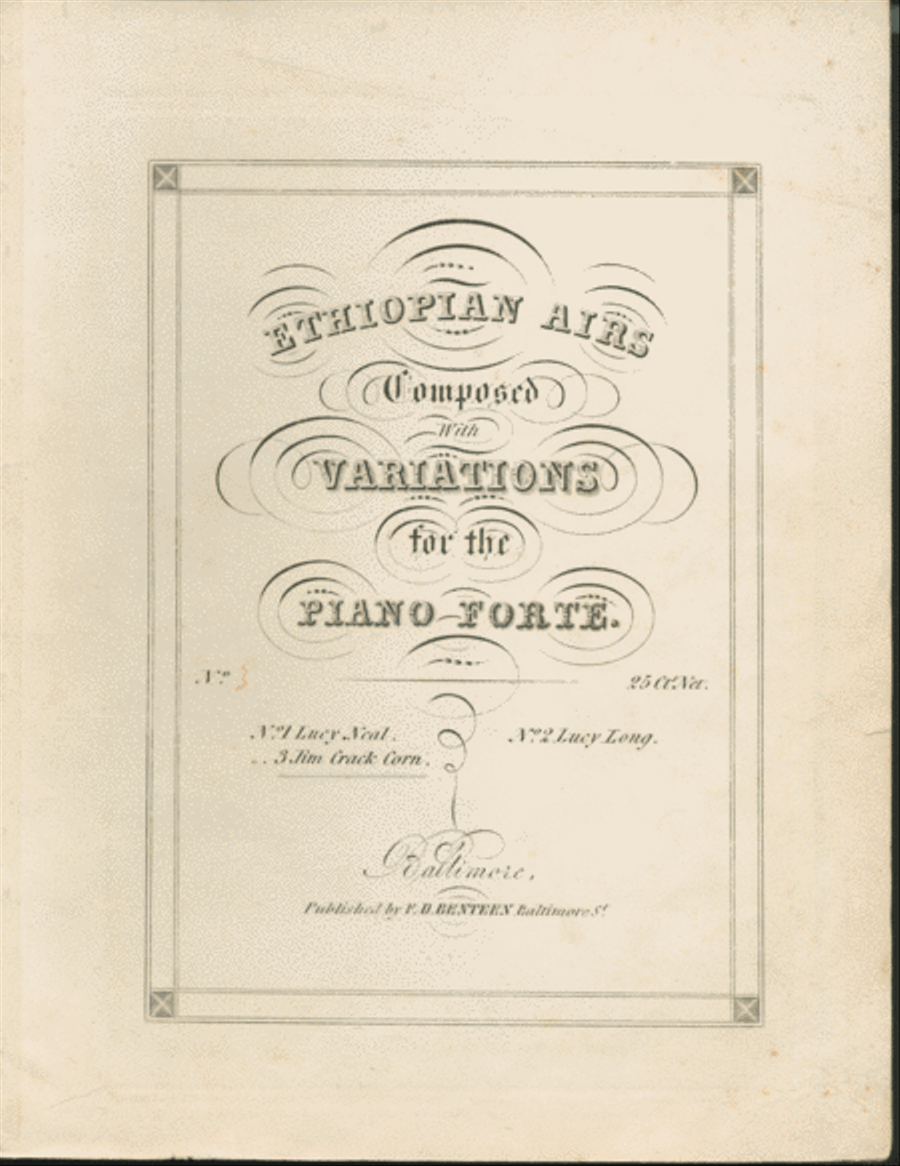 ETHIOPIAN AIRS
Composed
With
VARIATIONS
for the
PIANO FORTE.
No. 3
25 Ct. Net.
No. 1 Lucy Neal.
No. 2 Lucy Long.
.. 3 Jim Crack Corn.
Baltimore,
Published by F. D. BENTEEN Baltimore St.